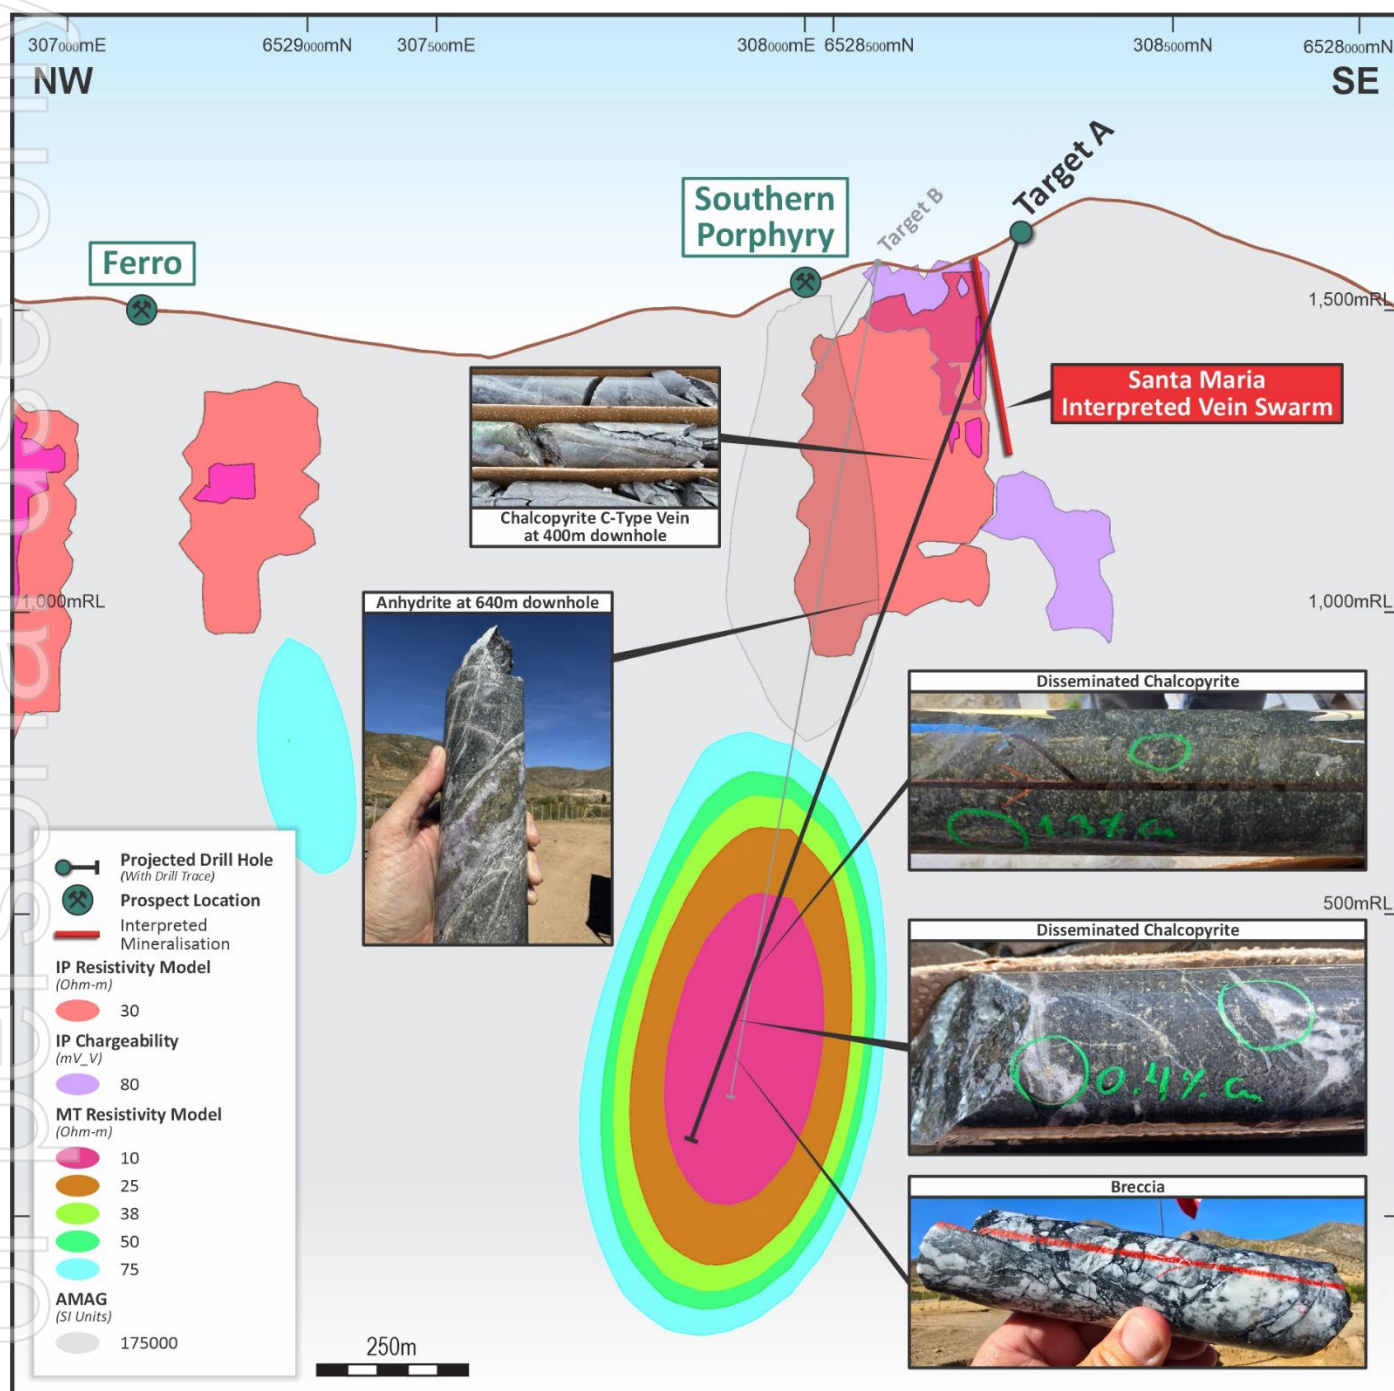 For personal use only
307000mE
6529000mN
307500mE
308000mE
6528500mN
308500mN
6528000mN
NW
SE
Target A
Target B
Southern
Porphyry
Ferro
1,500mRL
Santa Maria
Interpreted Vein Swarm
Chalcopyrite C-Type Vein
at 400m downhole
1,000mRL
1,000mRL
Anhydrite at 640m downhole
Disseminated Chalcopyrite
1.3% Cu
500mRL
Disseminated Chalcopyrite
0.4% Cu
Breccia
Projected Drill Hole
(With Drill Trace)
Prospect Location
Interpreted
Mineralisation
IP Resistivity Model
(Ohm-m)
30
IP Chargeability
(mV_V)
80
MT Resistivity Model
(Ohm-m)
10
25
38
50
75
AMAG
(SI Units)
175000
250m